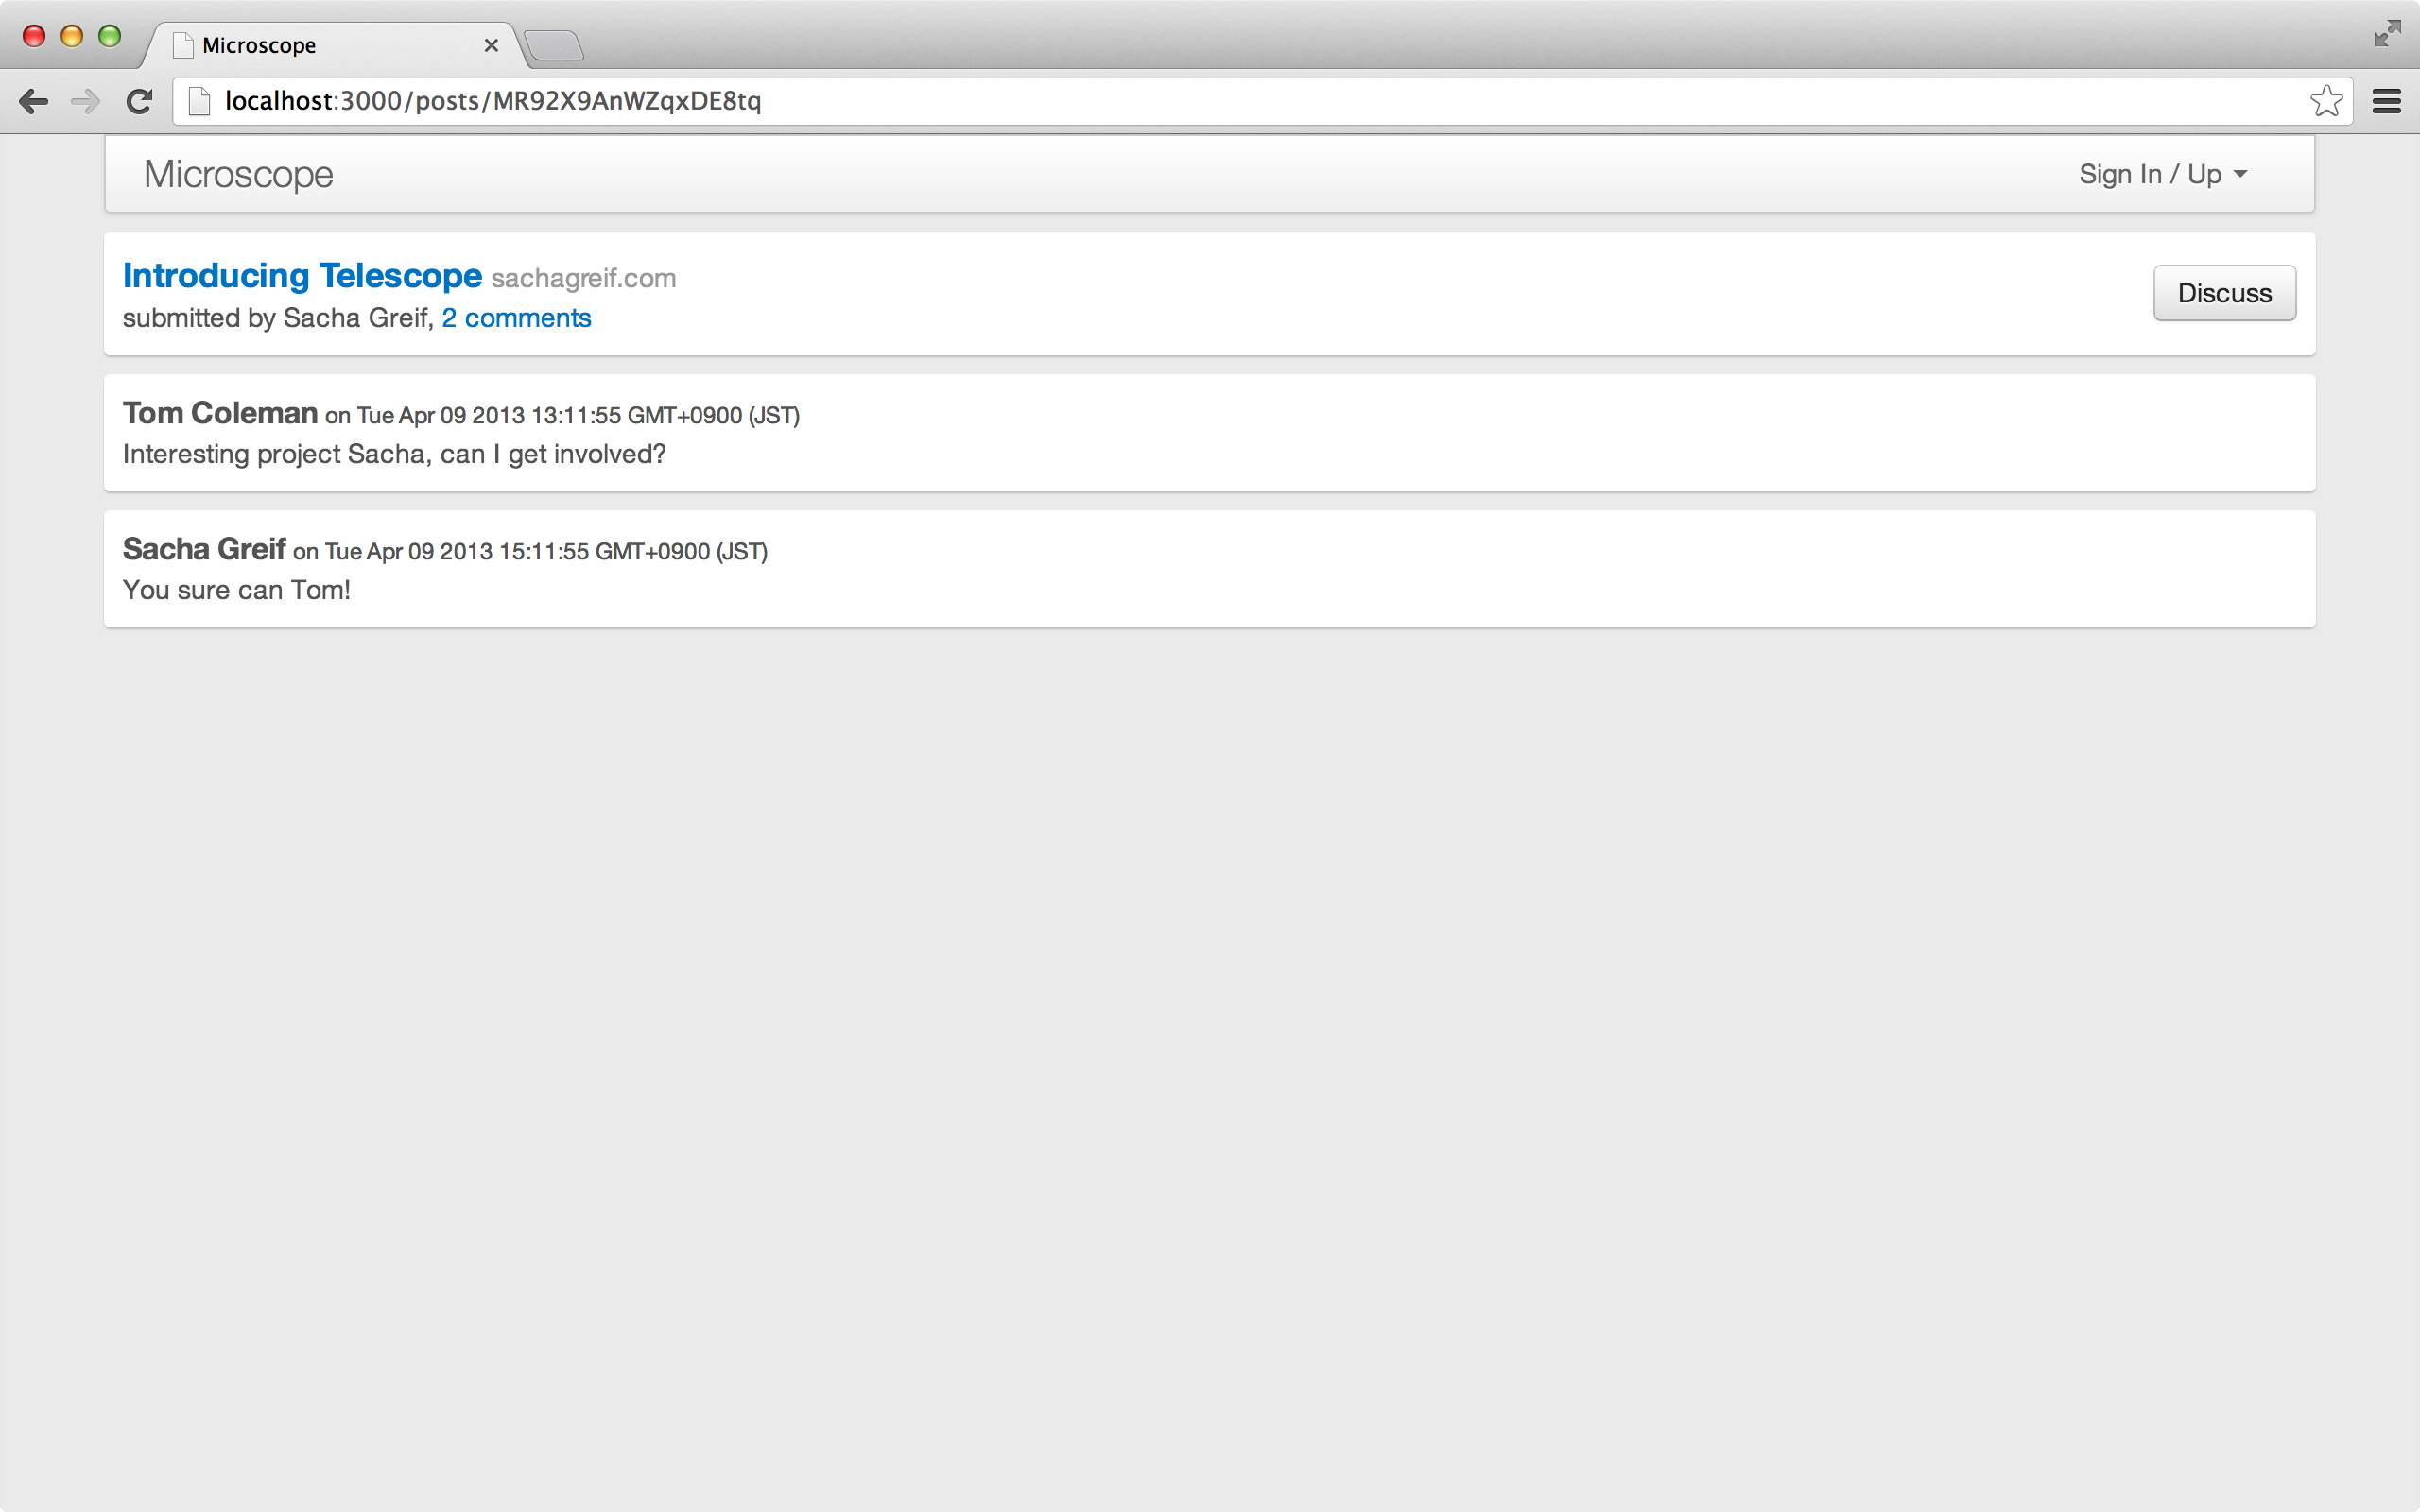 Microscope
localhost:3000/posts/MR92X9AnWZqxDE8tq
Microscope
Sign In / Up
Introducing Telescope sachagreif.com
submitted by Sacha Greif, 2 comments
Discuss
Tom Coleman on Tue Apr 09 2013 13:11:55 GMT+0900 (JST)
Interesting project Sacha, can I get involved?
Sacha Greif on Tue Apr 09 2013 15:11:55 GMT+0900 (JST)
You sure can Tom!